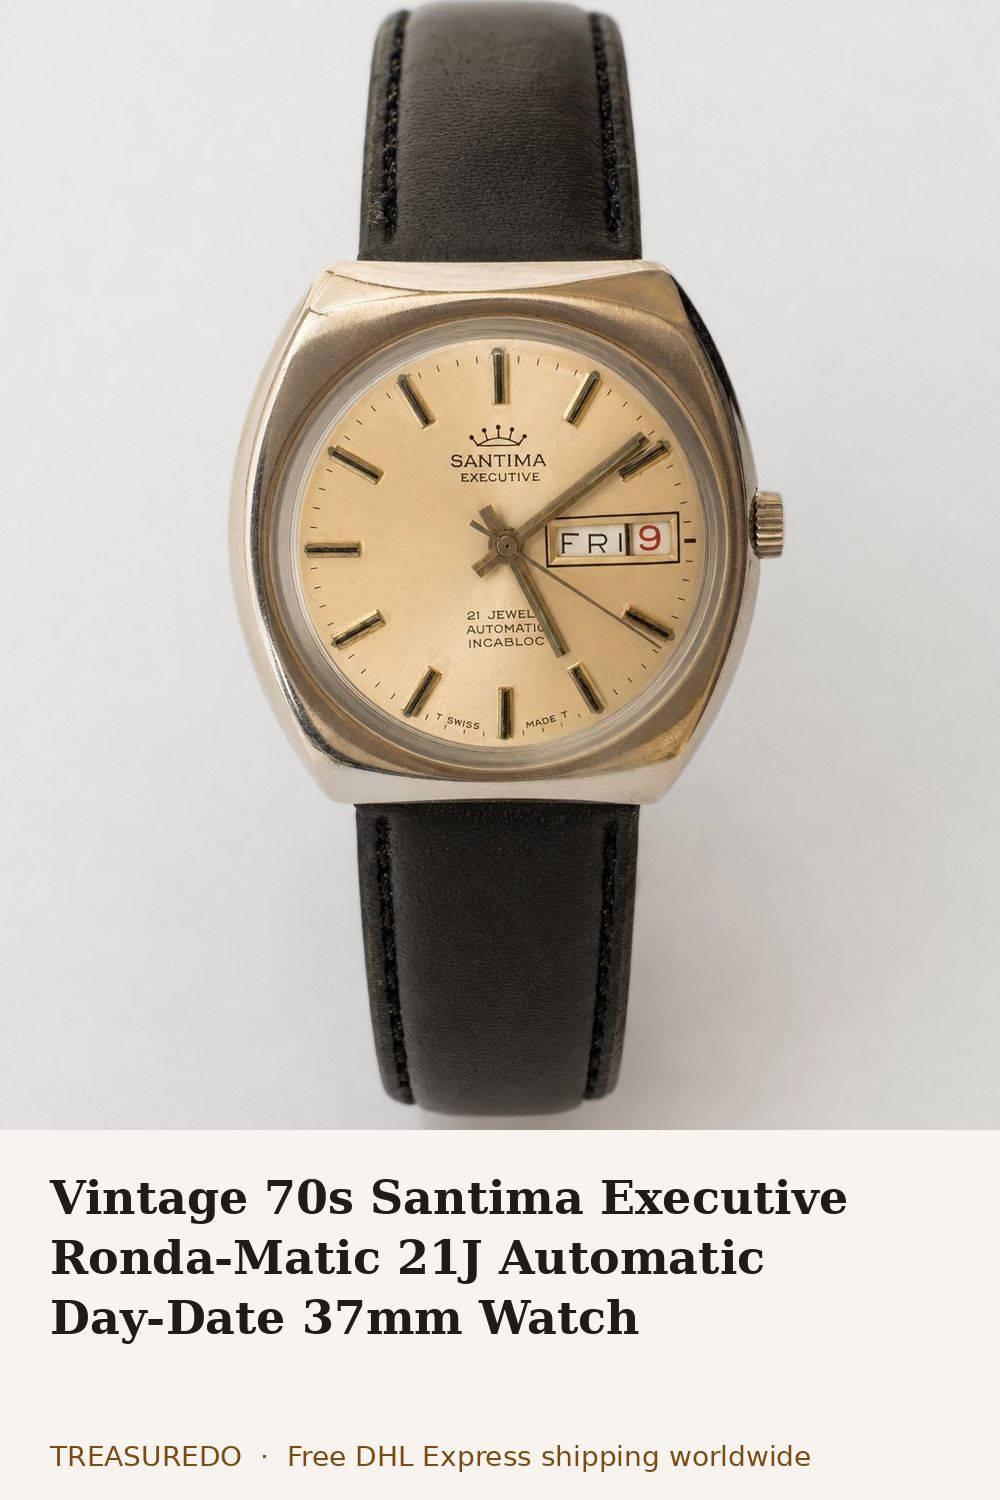 SANTIMA
EXECUTIVE
FRI 9
21 JEWEL
AUTOMATIC
INCABLOC
T SWISS MADE T
Vintage 70s Santima Executive
Ronda-Matic 21J Automatic
Day-Date 37mm Watch
TREASUREDO · Free DHL Express shipping worldwide